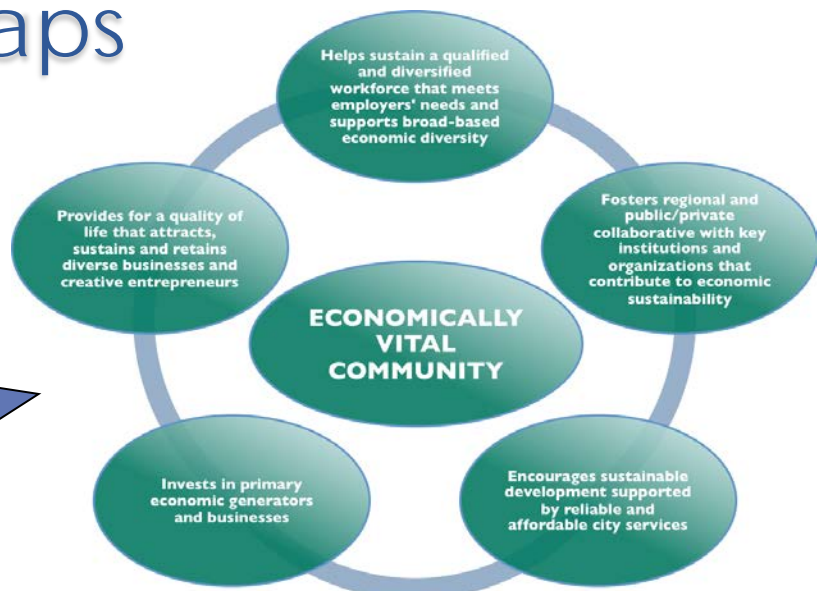 aps
Helps sustain a qualified
and diversified
workforce that meets
employers' needs and
supports broad-based
economic diversity
Provides for a quality of
life that attracts,
sustains and retains
diverse businesses and
creative entrepreneurs
Fosters regional and
public/private
collaborative with key
institutions and
organizations that
contribute to economic
sustainability
ECONOMICALLY
VITAL
COMMUNITY
Invests in primary
economic generators
and businesses
Encourages sustainable
development supported
by reliable and
affordable city services